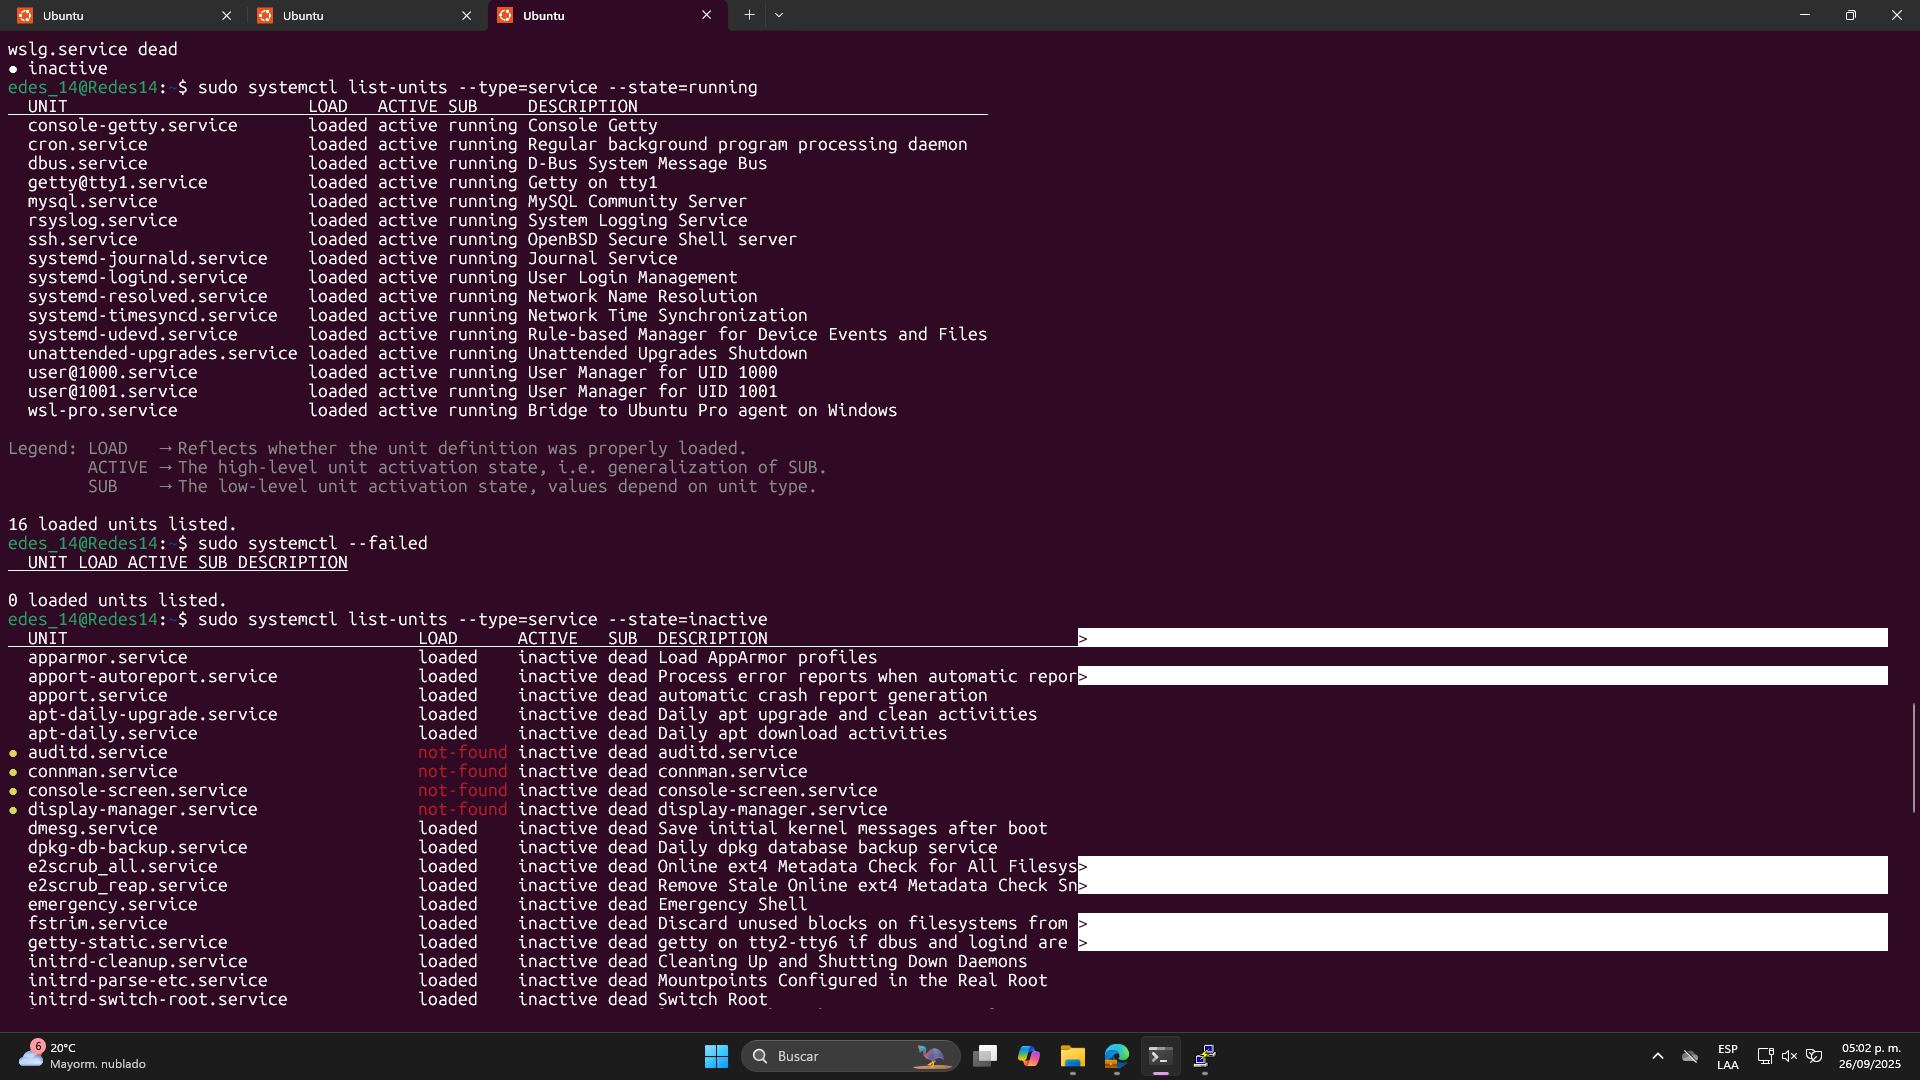 Ubuntu
Ubuntu
Ubuntu
wslg.service dead
● inactive
edes_14@Redes14:~$ sudo systemctl list-units --type=service --state=running
UNIT LOAD ACTIVE SUB DESCRIPTION
console-getty.service loaded active running Console Getty
cron.service loaded active running Regular background program processing daemon
dbus.service loaded active running D-Bus System Message Bus
getty@tty1.service loaded active running Getty on tty1
mysql.service loaded active running MySQL Community Server
rsyslog.service loaded active running System Logging Service
ssh.service loaded active running OpenBSD Secure Shell server
systemd-journald.service loaded active running Journal Service
systemd-logind.service loaded active running User Login Management
systemd-resolved.service loaded active running Network Name Resolution
systemd-timesyncd.service loaded active running Network Time Synchronization
systemd-udevd.service loaded active running Rule-based Manager for Device Events and Files
unattended-upgrades.service loaded active running Unattended Upgrades Shutdown
user@1000.service loaded active running User Manager for UID 1000
user@1001.service loaded active running User Manager for UID 1001
wsl-pro.service loaded active running Bridge to Ubuntu Pro agent on Windows
Legend: LOAD → Reflects whether the unit definition was properly loaded.
ACTIVE → The high-level unit activation state, i.e. generalization of SUB.
SUB → The low-level unit activation state, values depend on unit type.
16 loaded units listed.
edes_14@Redes14:~$ sudo systemctl --failed
UNIT LOAD ACTIVE SUB DESCRIPTION
0 loaded units listed.
edes_14@Redes14:~$ sudo systemctl list-units --type=service --state=inactive
UNIT LOAD ACTIVE SUB DESCRIPTION >
apparmor.service loaded inactive dead Load AppArmor profiles
apport-autoreport.service loaded inactive dead Process error reports when automatic repor>
apport.service loaded inactive dead automatic crash report generation
apt-daily-upgrade.service loaded inactive dead Daily apt upgrade and clean activities
apt-daily.service loaded inactive dead Daily apt download activities
● auditd.service not-found inactive dead auditd.service
● connman.service not-found inactive dead connman.service
● console-screen.service not-found inactive dead console-screen.service
● display-manager.service not-found inactive dead display-manager.service
dmesg.service loaded inactive dead Save initial kernel messages after boot
dpkg-db-backup.service loaded inactive dead Daily dpkg database backup service
e2scrub_all.service loaded inactive dead Online ext4 Metadata Check for All Filesys>
e2scrub_reap.service loaded inactive dead Remove Stale Online ext4 Metadata Check Sn>
emergency.service loaded inactive dead Emergency Shell
fstrim.service loaded inactive dead Discard unused blocks on filesystems from >
getty-static.service loaded inactive dead getty on tty2-tty6 if dbus and logind are >
initrd-cleanup.service loaded inactive dead Cleaning Up and Shutting Down Daemons
initrd-parse-etc.service loaded inactive dead Mountpoints Configured in the Real Root
initrd-switch-root.service loaded inactive dead Switch Root
6
20°C
Mayorm. nublado
Buscar
ESP
LAA
05:02 p. m.
26/09/2025